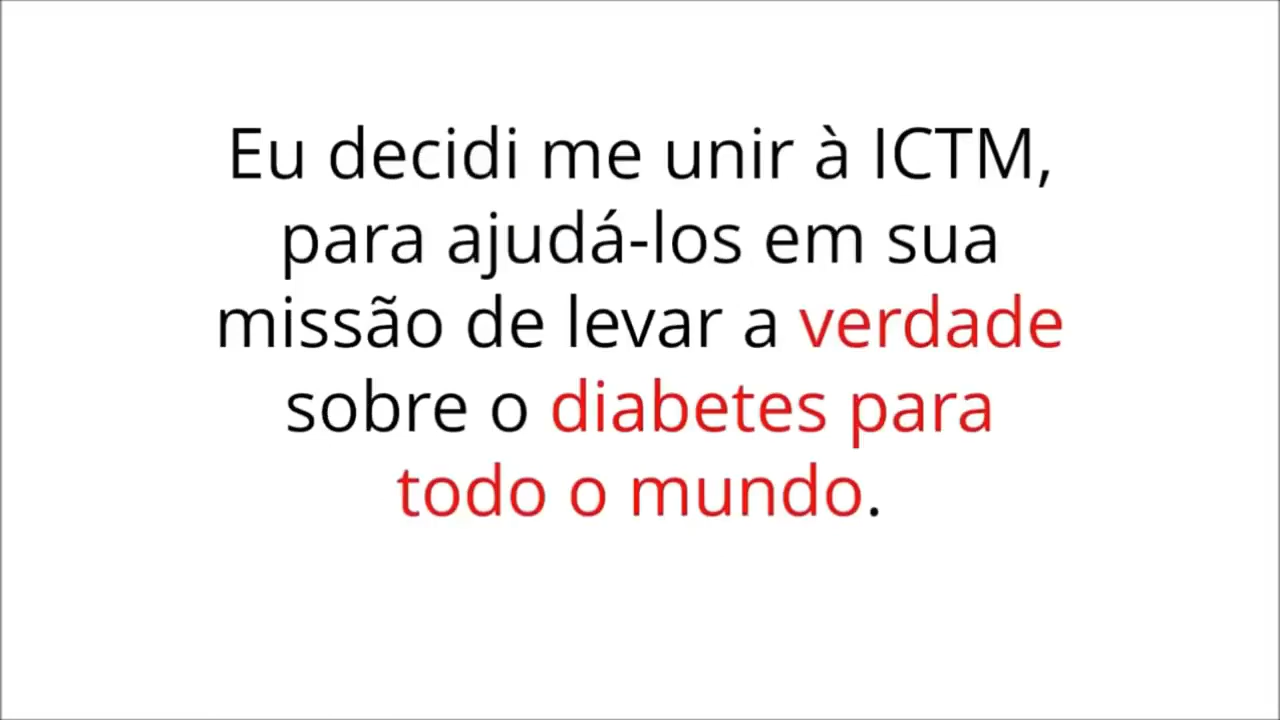 Eu decidi me unir à ICTM,
para ajudá-los em sua
missão de levar a verdade
sobre o diabetes para
todo o mundo.